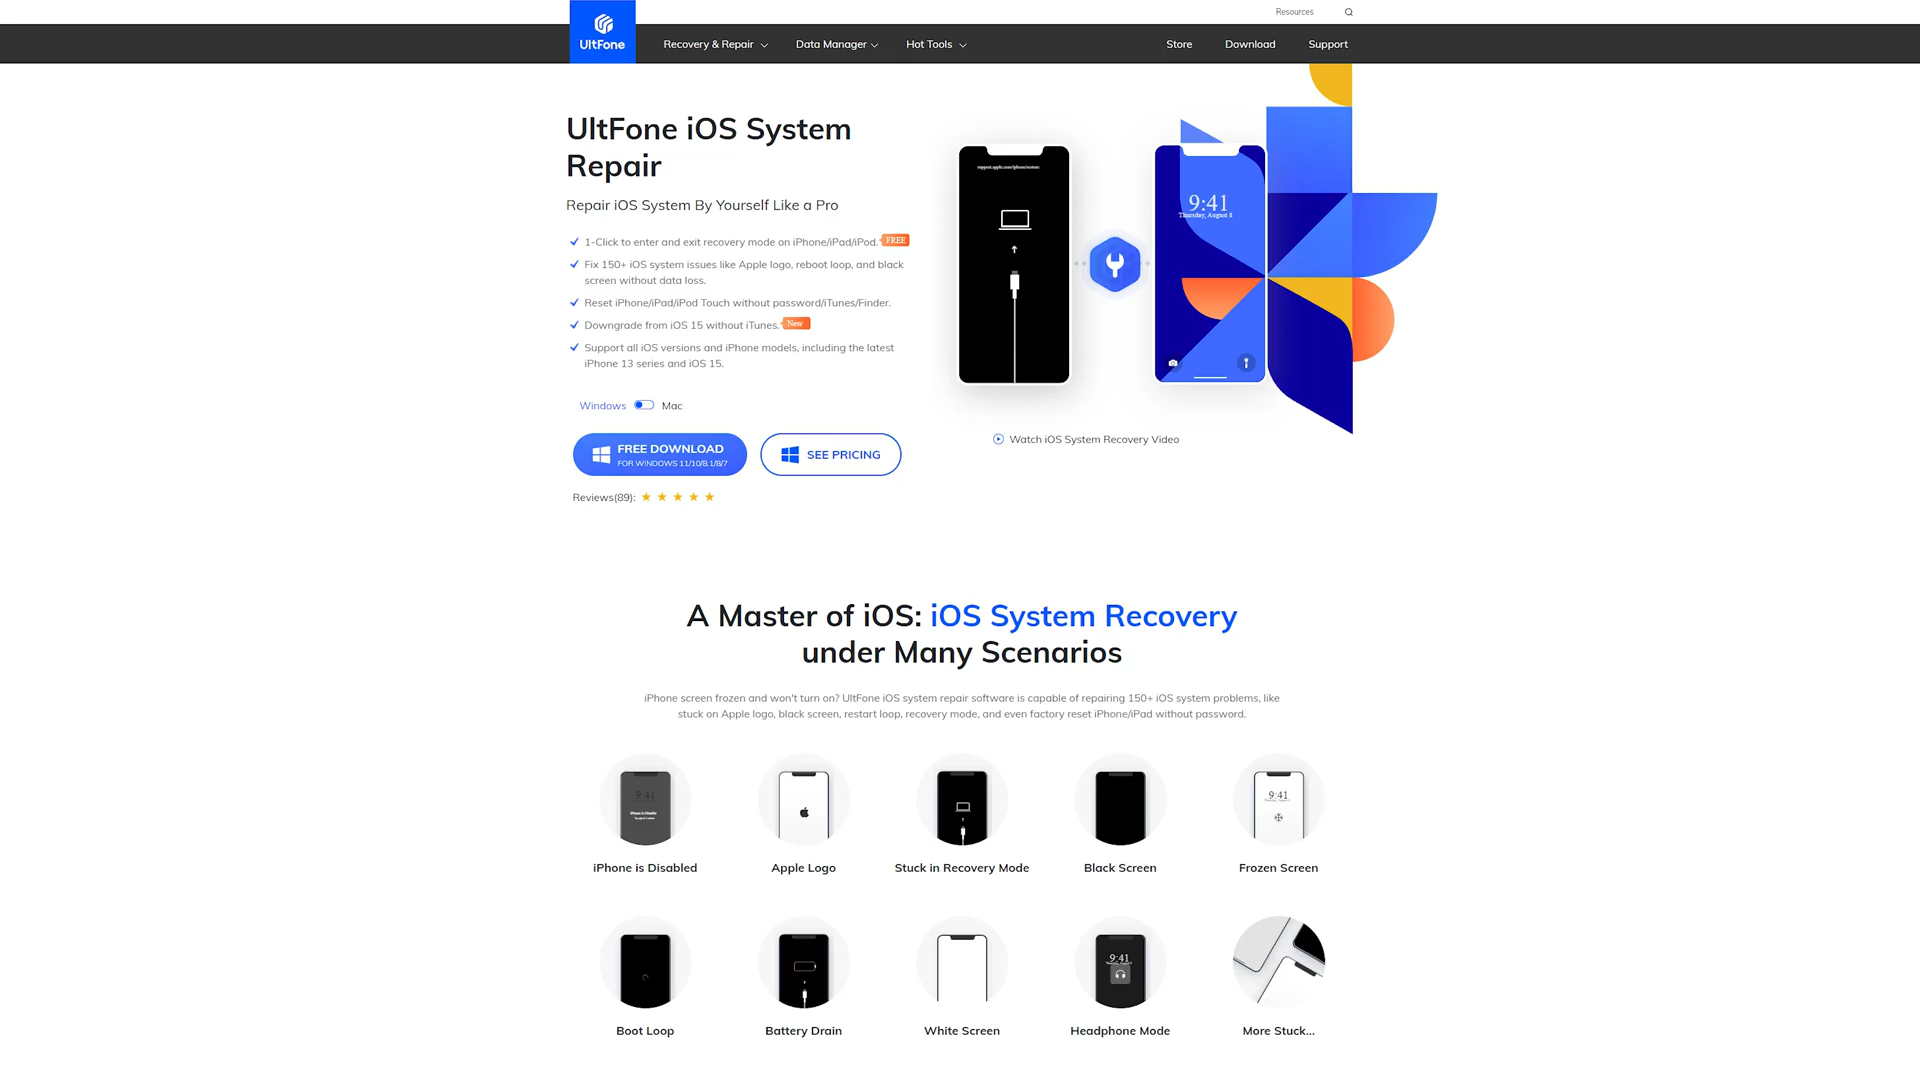 Resources
UltFone
Recovery & Repair
Data Manager
Hot Tools
Store
Download
Support
UltFone iOS System
Repair
Repair iOS System By Yourself Like a Pro
1-Click to enter and exit recovery mode on iPhone/iPad/iPod. FREE
Fix 150+ iOS system issues like Apple logo, reboot loop, and black
screen without data loss.
Reset iPhone/iPad/iPod Touch without password/iTunes/Finder.
Downgrade from iOS 15 without iTunes. New
Support all iOS versions and iPhone models, including the latest
iPhone 13 series and iOS 15.
Windows
Mac
FREE DOWNLOAD
FOR WINDOWS 11/10/8.1/8/7
SEE PRICING
Reviews(89):
9:41
Thursday, August 8
Watch iOS System Recovery Video
A Master of iOS: iOS System Recovery
under Many Scenarios
iPhone screen frozen and won't turn on? UltFone iOS system repair software is capable of repairing 150+ iOS system problems, like
stuck on Apple logo, black screen, restart loop, recovery mode, and even factory reset iPhone/iPad without password.
9:41
9:41
iPhone is Disabled
Apple Logo
Stuck in Recovery Mode
Black Screen
Frozen Screen
9:41
Boot Loop
Battery Drain
White Screen
Headphone Mode
More Stuck...